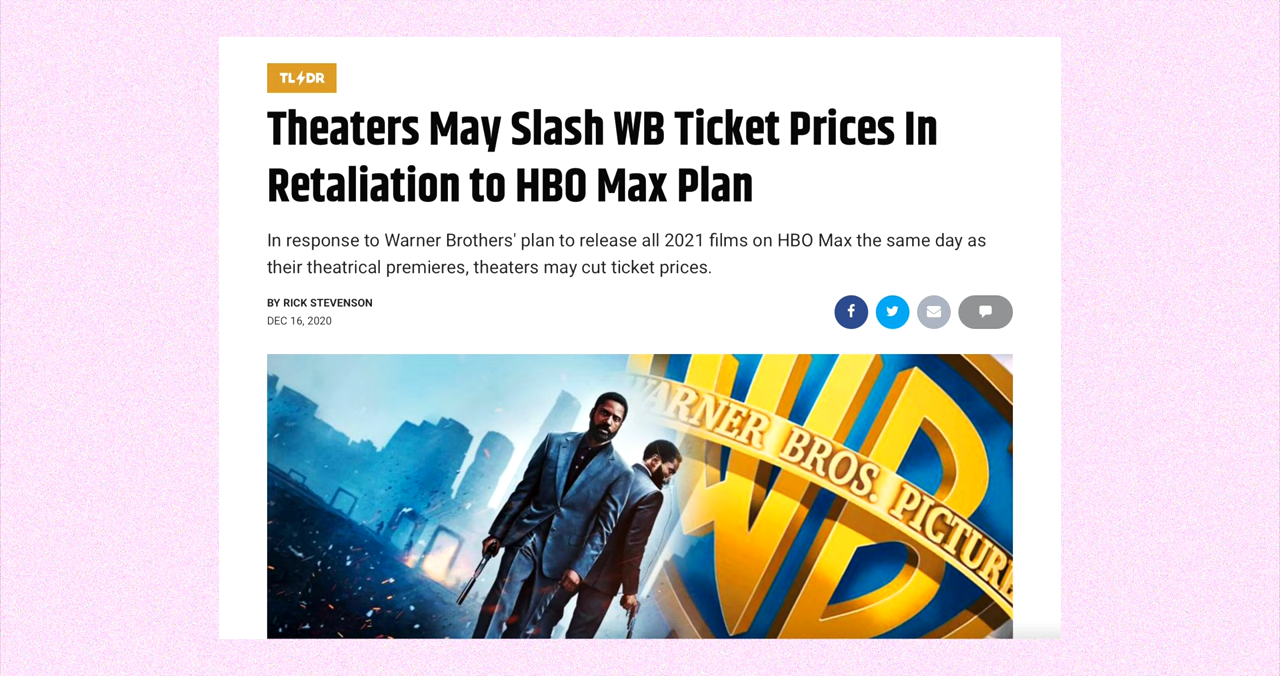 TL DR
Theaters May Slash WB Ticket Prices In
Retaliation to HBO Max Plan
In response to Warner Brothers' plan to release all 2021 films on HBO Max the same day as
their theatrical premieres, theaters may cut ticket prices.
BY RICK STEVENSON
DEC 16, 2020
WB
WARNER BROS. PICTURE